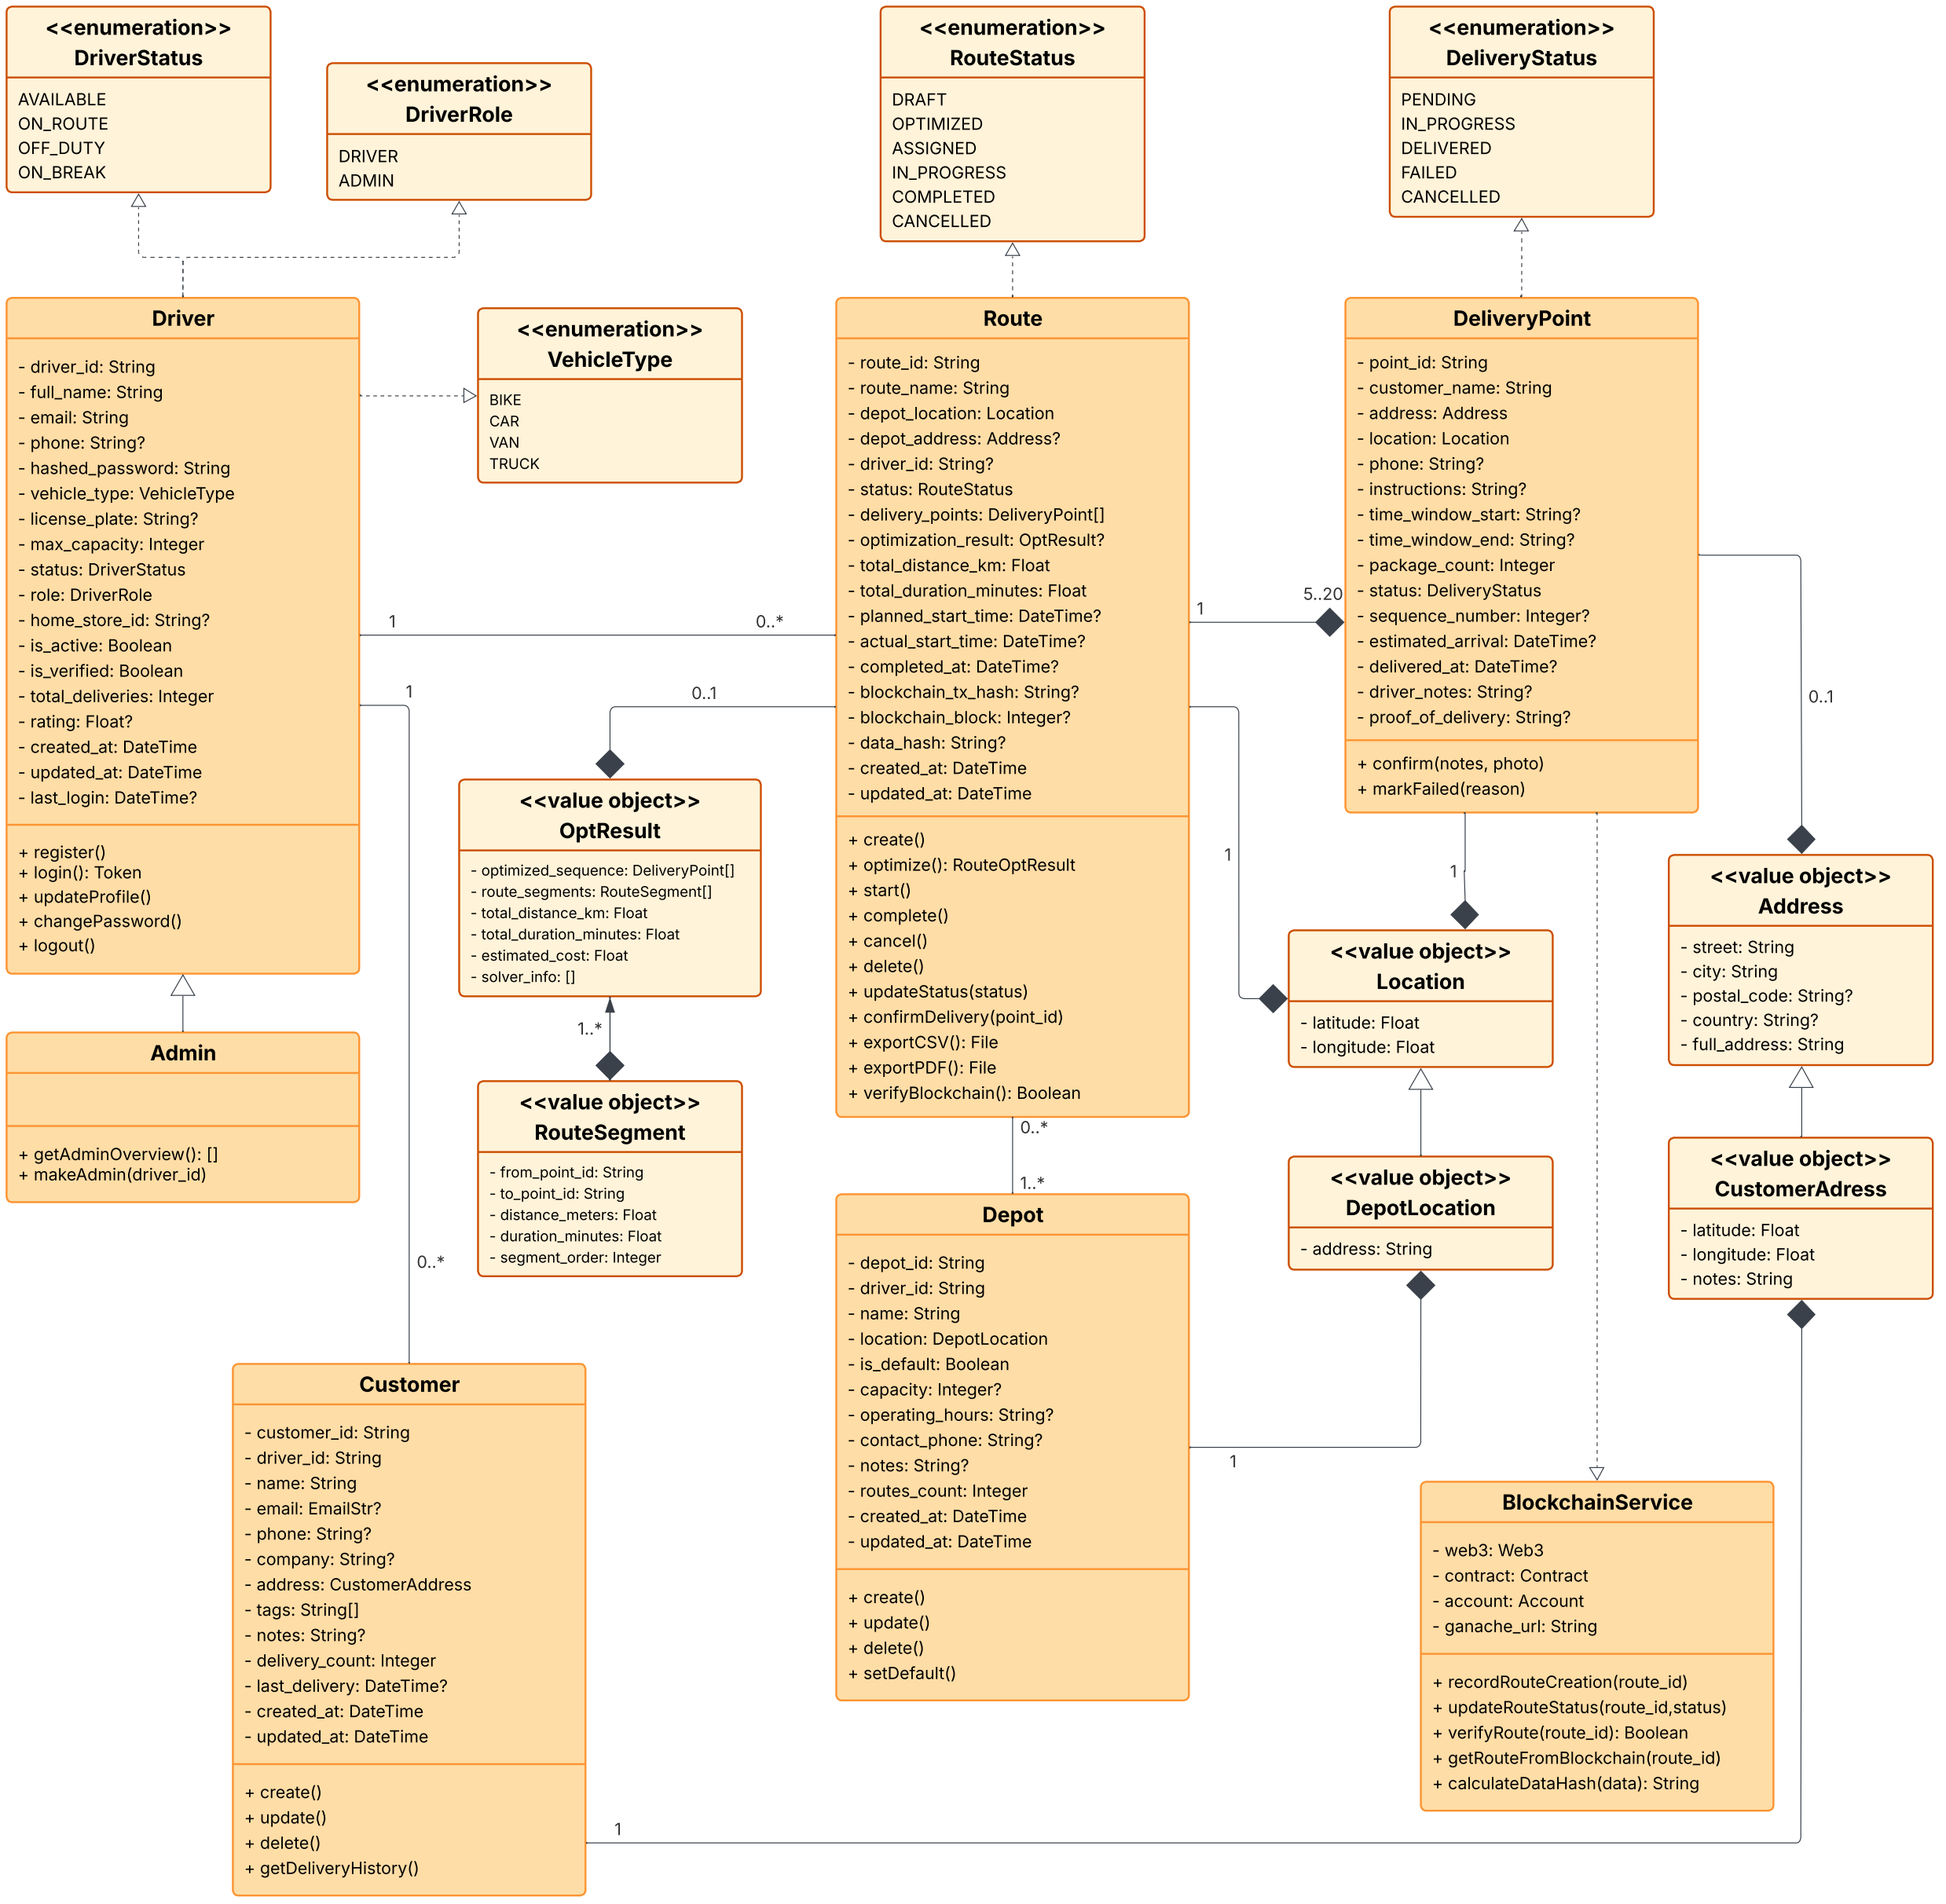 <<enumeration>>
DriverStatus
AVAILABLE
ON_ROUTE
OFF_DUTY
ON_BREAK
<<enumeration>>
DriverRole
DRIVER
ADMIN
<<enumeration>>
RouteStatus
DRAFT
OPTIMIZED
ASSIGNED
IN_PROGRESS
COMPLETED
CANCELLED
<<enumeration>>
DeliveryStatus
PENDING
IN_PROGRESS
DELIVERED
FAILED
CANCELLED
Driver
- driver_id: String
- full_name: String
- email: String
- phone: String?
- hashed_password: String
- vehicle_type: VehicleType
- license_plate: String?
- max_capacity: Integer
- status: DriverStatus
- role: DriverRole
- home_store_id: String?
- is_active: Boolean
- is_verified: Boolean
- total_deliveries: Integer
- rating: Float?
- created_at: DateTime
- updated_at: DateTime
- last_login: DateTime?
+ register()
+ login(): Token
+ updateProfile()
+ changePassword()
+ logout()
<<enumeration>>
VehicleType
BIKE
CAR
VAN
TRUCK
Route
- route_id: String
- route_name: String
- depot_location: Location
- depot_address: Address?
- driver_id: String?
- status: RouteStatus
- delivery_points: DeliveryPoint[]
- optimization_result: OptResult?
- total_distance_km: Float
- total_duration_minutes: Float
- planned_start_time: DateTime?
- actual_start_time: DateTime?
- completed_at: DateTime?
- blockchain_tx_hash: String?
- blockchain_block: Integer?
- data_hash: String?
- created_at: DateTime
- updated_at: DateTime
+ create()
+ optimize(): RouteOptResult
+ start()
+ complete()
+ cancel()
+ delete()
+ updateStatus(status)
+ confirmDelivery(point_id)
+ exportCSV(): File
+ exportPDF(): File
+ verifyBlockchain(): Boolean
DeliveryPoint
- point_id: String
- customer_name: String
- address: Address
- location: Location
- phone: String?
- instructions: String?
- time_window_start: String?
- time_window_end: String?
- package_count: Integer
- status: DeliveryStatus
- sequence_number: Integer?
- estimated_arrival: DateTime?
- delivered_at: DateTime?
- driver_notes: String?
- proof_of_delivery: String?
+ confirm(notes, photo)
+ markFailed(reason)
1
0..*
1
5..20
1
0..1
0..1
1
1
<<value object>>
OptResult
- optimized_sequence: DeliveryPoint[]
- route_segments: RouteSegment[]
- total_distance_km: Float
- total_duration_minutes: Float
- estimated_cost: Float
- solver_info: []
1..*
<<value object>>
RouteSegment
- from_point_id: String
- to_point_id: String
- distance_meters: Float
- duration_minutes: Float
- segment_order: Integer
<<value object>>
Location
- latitude: Float
- longitude: Float
<<value object>>
Address
- street: String
- city: String
- postal_code: String?
- country: String?
- full_address: String
Admin
+ getAdminOverview(): []
+ makeAdmin(driver_id)
0..*
1..*
0..*
<<value object>>
DepotLocation
- address: String
<<value object>>
CustomerAdress
- latitude: Float
- longitude: Float
- notes: String
Depot
- depot_id: String
- driver_id: String
- name: String
- location: DepotLocation
- is_default: Boolean
- capacity: Integer?
- operating_hours: String?
- contact_phone: String?
- notes: String?
- routes_count: Integer
- created_at: DateTime
- updated_at: DateTime
+ create()
+ update()
+ delete()
+ setDefault()
1
Customer
- customer_id: String
- driver_id: String
- name: String
- email: EmailStr?
- phone: String?
- company: String?
- address: CustomerAddress
- tags: String[]
- notes: String?
- delivery_count: Integer
- last_delivery: DateTime?
- created_at: DateTime
- updated_at: DateTime
+ create()
+ update()
+ delete()
+ getDeliveryHistory()
1
BlockchainService
- web3: Web3
- contract: Contract
- account: Account
- ganache_url: String
+ recordRouteCreation(route_id)
+ updateRouteStatus(route_id,status)
+ verifyRoute(route_id): Boolean
+ getRouteFromBlockchain(route_id)
+ calculateDataHash(data): String